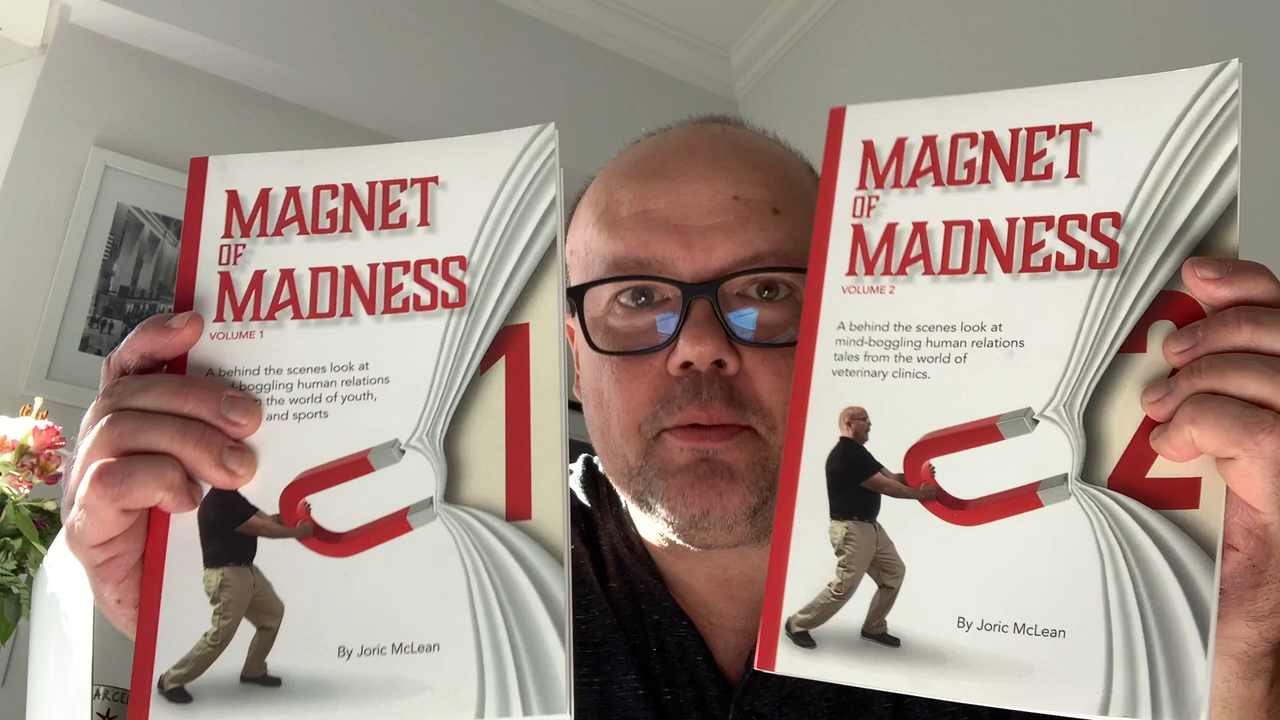 MAGNET
OF
MADNESS
VOLUME 1
A behind the scenes look at
-boggling human relations
the world of youth,
and sports
1
By Joric McLean
MAGNET
OF
MADNESS
VOLUME 2
A behind the scenes look at
mind-boggling human relations
tales from the world of
veterinary clinics.
2
By Joric McLean